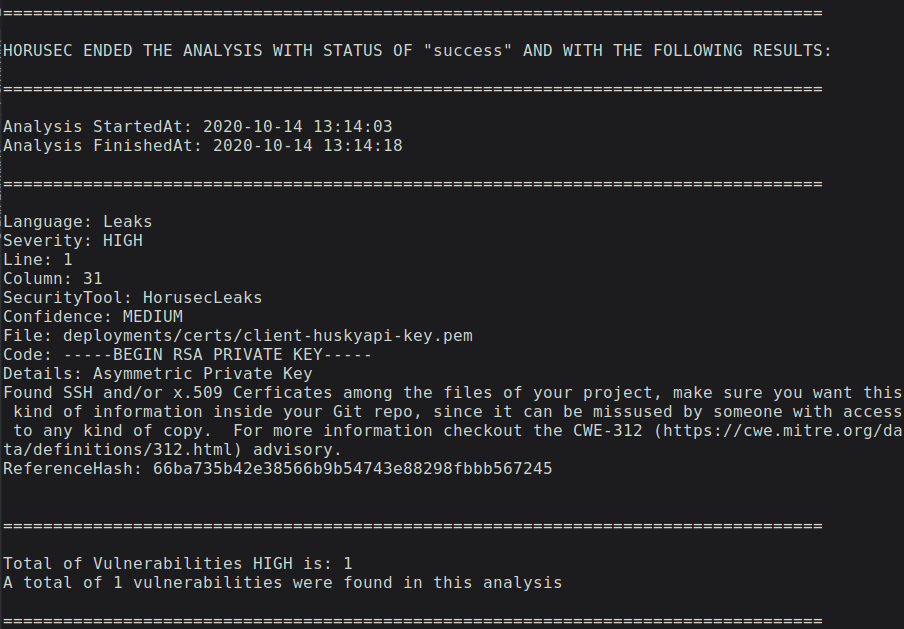 ==================================================================================
HORUSEC ENDED THE ANALYSIS WITH STATUS OF "success" AND WITH THE FOLLOWING RESULTS:
==================================================================================
Analysis StartedAt: 2020-10-14 13:14:03
Analysis FinishedAt: 2020-10-14 13:14:18
==================================================================================
Language: Leaks
Severity: HIGH
Line: 1
Column: 31
SecurityTool: HorusecLeaks
Confidence: MEDIUM
File: deployments/certs/client-huskyapi-key.pem
Code: -----BEGIN RSA PRIVATE KEY-----
Details: Asymmetric Private Key
Found SSH and/or x.509 Cerficates among the files of your project, make sure you want this
 kind of information inside your Git repo, since it can be missused by someone with access
 to any kind of copy.  For more information checkout the CWE-312 (https://cwe.mitre.org/da
ta/definitions/312.html) advisory.
ReferenceHash: 66ba735b42e38566b9b54743e88298fbbb567245
==================================================================================
Total of Vulnerabilities HIGH is: 1
A total of 1 vulnerabilities were found in this analysis
==================================================================================